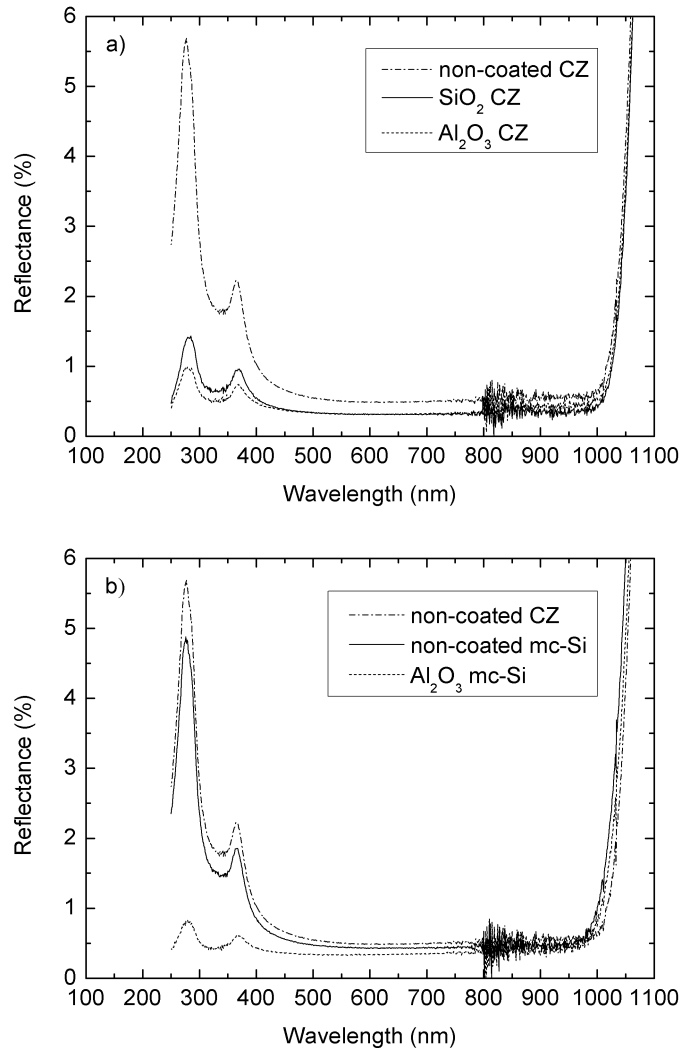 a)
non-coated CZ
SiO₂ CZ
Al₂O₃ CZ
6
5
4
3
2
1
0
Reflectance (%)
100 200 300 400 500 600 700 800 900 1000 1100
Wavelength (nm)
b)
non-coated CZ
non-coated mc-Si
Al₂O₃ mc-Si
6
5
4
3
2
1
0
Reflectance (%)
100 200 300 400 500 600 700 800 900 1000 1100
Wavelength (nm)